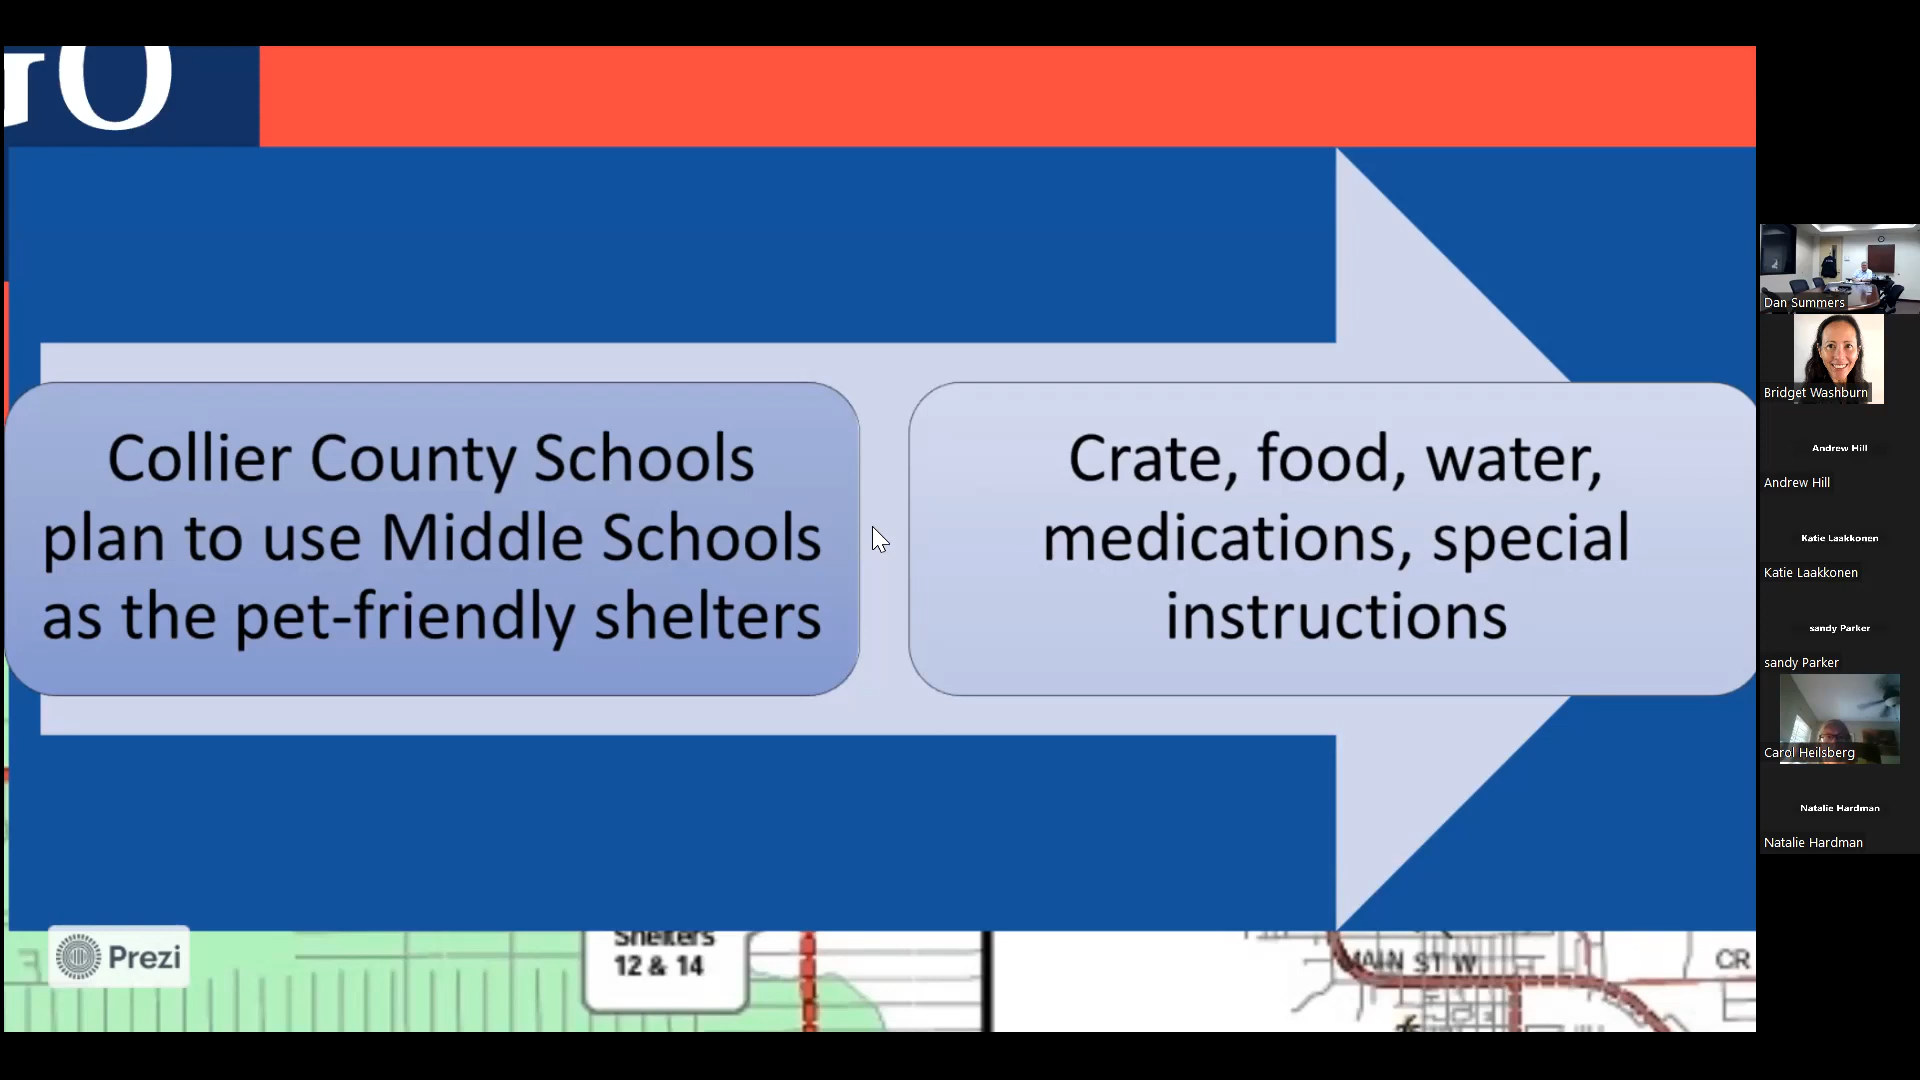 GO
Collier County Schools
plan to use Middle Schools
as the pet-friendly shelters
Crate, food, water,
medications, special
instructions
Prezi
Shelters
12 & 14
MAIN ST W
CR
Dan Summers
Bridget Washburn
Andrew Hill
Andrew Hill
Katie Laakkonen
Katie Laakkonen
sandy Parker
sandy Parker
Carol Heilsberg
Natalie Hardman
Natalie Hardman